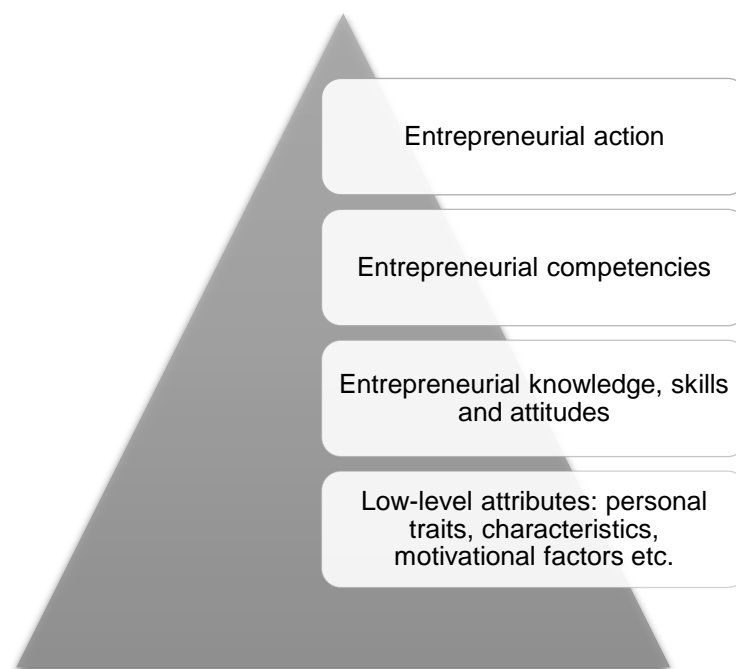 Entrepreneurial action
Entrepreneurial competencies
Entrepreneurial knowledge, skills
and attitudes
Low-level attributes: personal
traits, characteristics,
motivational factors etc.